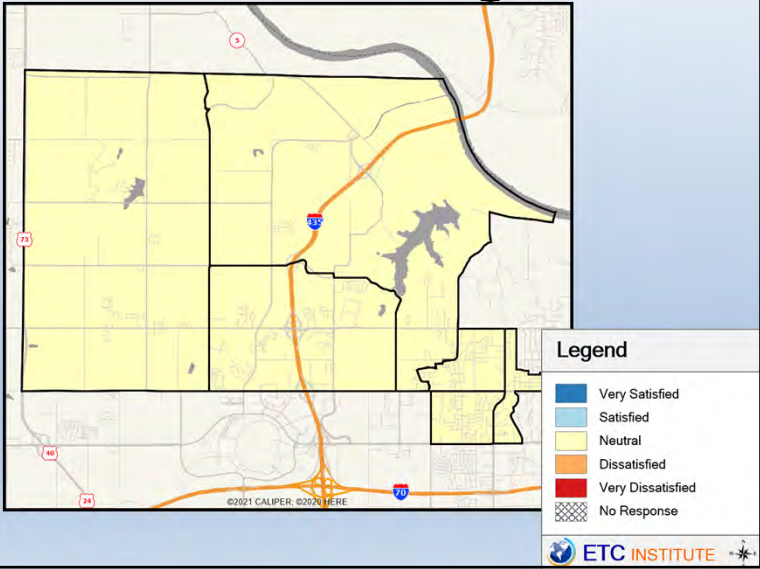 5
435
73
Legend
Very Satisfied
Satisfied
Neutral
Dissatisfied
Very Dissatisfied
No Response
40
24
70
©2021 CALIPER; ©2020 HERE
ETC INSTITUTE